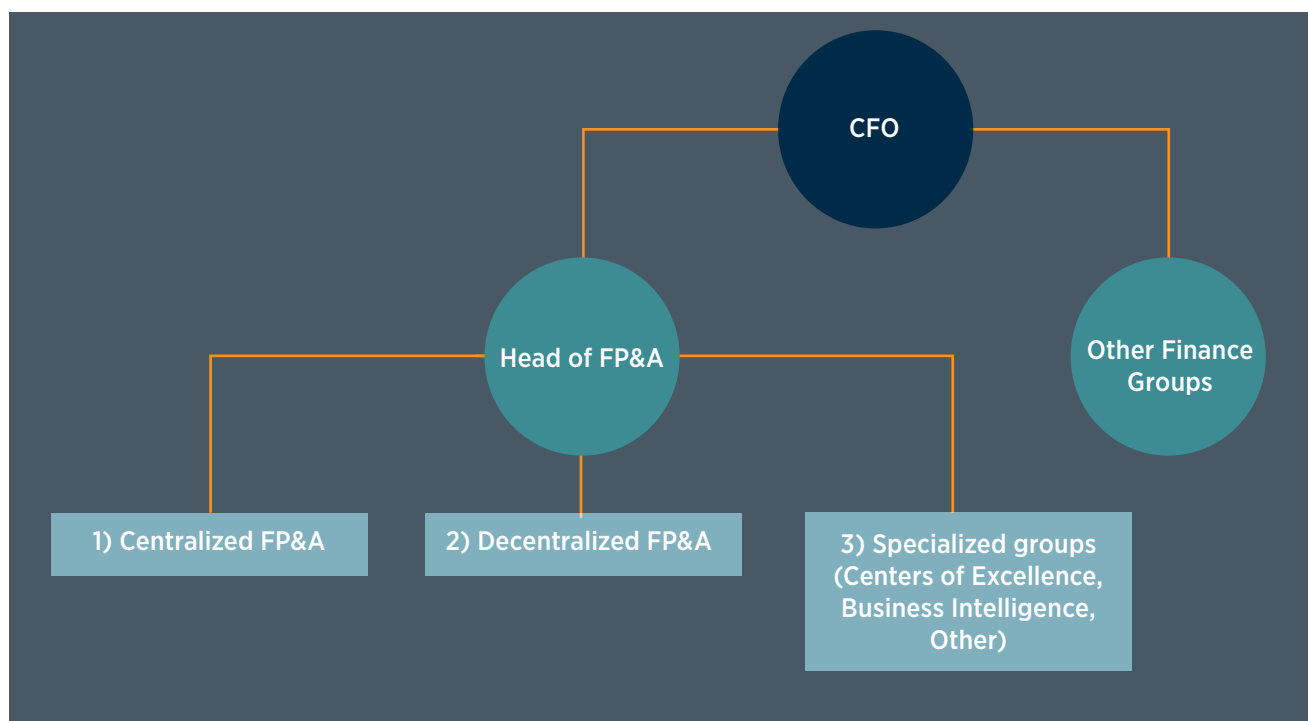 CFO
Head of FP&A
Other Finance
Groups
1) Centralized FP&A
2) Decentralized FP&A
3) Specialized groups
(Centers of Excellence,
Business Intelligence,
Other)